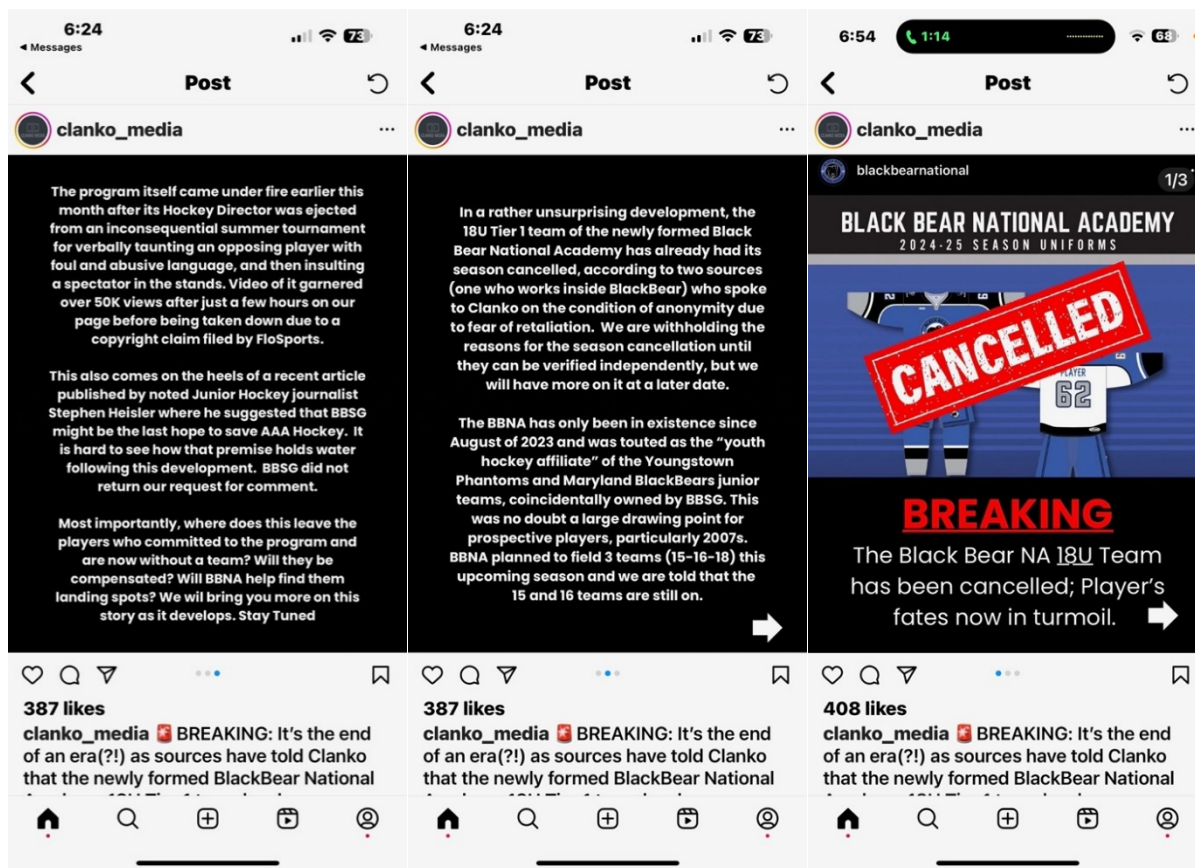 6:24
◄ Messages
73
Post
clanko_media
The program itself came under fire earlier this
month after its Hockey Director was ejected
from an inconsequential summer tournament
for verbally taunting an opposing player with
foul and abusive language, and then insulting
a spectator in the stands. Video of it garnered
over 50K views after just a few hours on our
page before being taken down due to a
copyright claim filed by FloSports.
This also comes on the heels of a recent article
published by noted Junior Hockey journalist
Stephen Heisler where he suggested that BBSG
might be the last hope to save AAA Hockey. It
is hard to see how that premise holds water
following this development. BBSG did not
return our request for comment.
Most importantly, where does this leave the
players who committed to the program and
are now without a team? Will they be
compensated? Will BBNA help find them
landing spots? We wil bring you more on this
story as it develops. Stay Tuned
387 likes
clanko_media 🚨 BREAKING: It's the end
of an era(?!) as sources have told Clanko
that the newly formed BlackBear National
6:24
◄ Messages
73
Post
clanko_media
In a rather unsurprising development, the
18U Tier 1 team of the newly formed Black
Bear National Academy has already had its
season cancelled, according to two sources
(one who works inside BlackBear) who spoke
to Clanko on the condition of anonymity due
to fear of retaliation. We are withholding the
reasons for the season cancellation until
they can be verified independently, but we
will have more on it at a later date.
The BBNA has only been in existence since
August of 2023 and was touted as the “youth
hockey affiliate” of the Youngstown
Phantoms and Maryland BlackBears junior
teams, coincidentally owned by BBSG. This
was no doubt a large drawing point for
prospective players, particularly 2007s.
BBNA planned to field 3 teams (15-16-18) this
upcoming season and we are told that the
15 and 16 teams are still on.
387 likes
clanko_media 🚨 BREAKING: It's the end
of an era(?!) as sources have told Clanko
that the newly formed BlackBear National
6:54
1:14
68
Post
clanko_media
blackbearnational
1/3
BLACK BEAR NATIONAL ACADEMY
2024-25 SEASON UNIFORMS
CANCELLED
PLAYER
62
BREAKING
The Black Bear NA 18U Team
has been cancelled; Player's
fates now in turmoil.
408 likes
clanko_media 🚨 BREAKING: It's the end
of an era(?!) as sources have told Clanko
that the newly formed BlackBear National